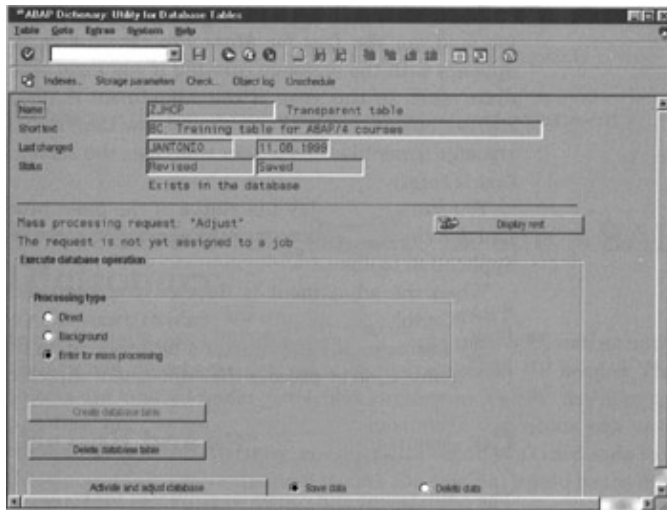 ABAP Dictionary: Utility for Database Tables
Table Goto Extras System Help
Indexes... Storage parameters Check... Object log Unschedule
Name ZJMCP Transparent table
Short text BC: Training table for ABAP/4 courses
Last changed JANTONIO 11.08.1999
Status Revised Saved
Exists in the database
Mass processing request: "Adjust"
Display rqst
The request is not yet assigned to a job
Execute database operation
Processing type
Direct
Background
Enter for mass processing
Create database table
Delete database table
Activate and adjust database Save data Delete data